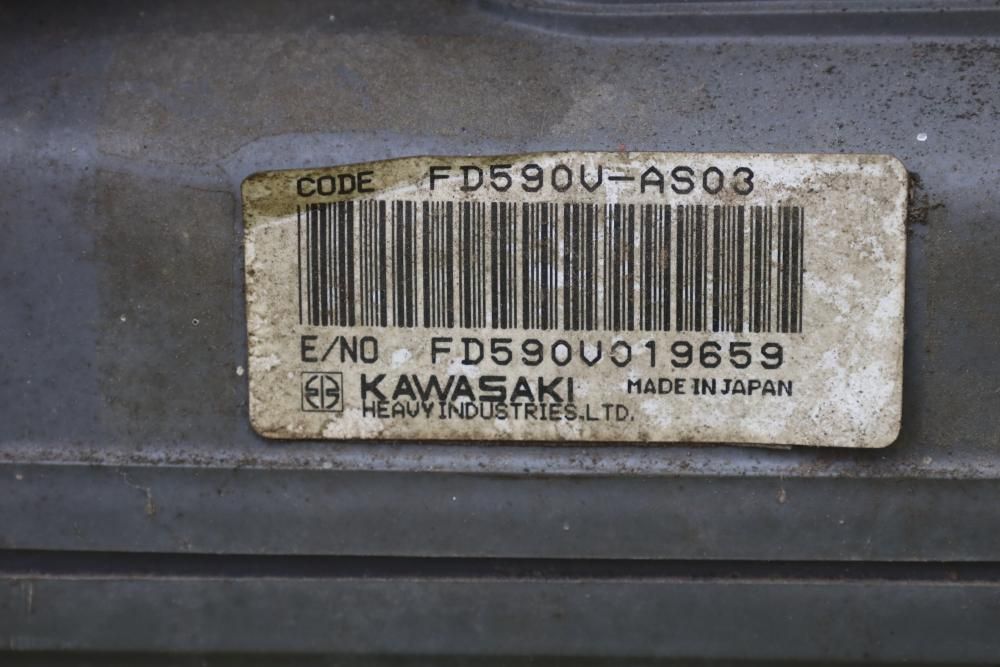 CODE FD590V-AS03
E/NO FD590V019659
KAWASAKI MADE IN JAPAN
HEAVY INDUSTRIES.LTD.